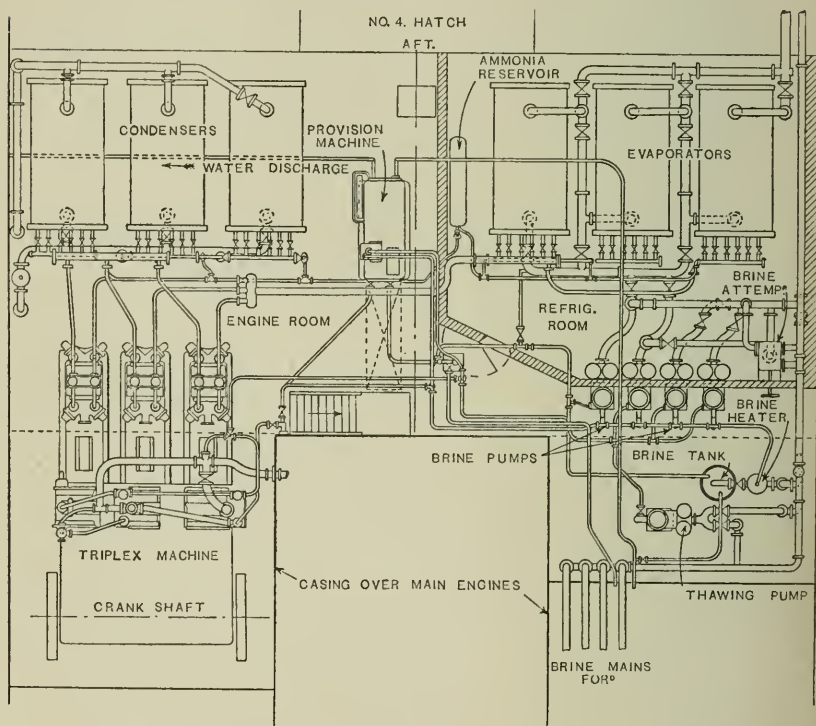 NO. 4. HATCH
AFT.
AMMONIA
RESERVOIR
CONDENSERS
PROVISION
MACHINE
WATER DISCHARGE
EVAPORATORS
ENGINE ROOM
REFRIG.
ROOM
BRINE
ATTEMP.
BRINE
HEATER
BRINE PUMPS
BRINE TANK
TRIPLEX MACHINE
CRANK SHAFT
CASING OVER MAIN ENGINES
THAWING PUMP
BRINE MAINS
FORD